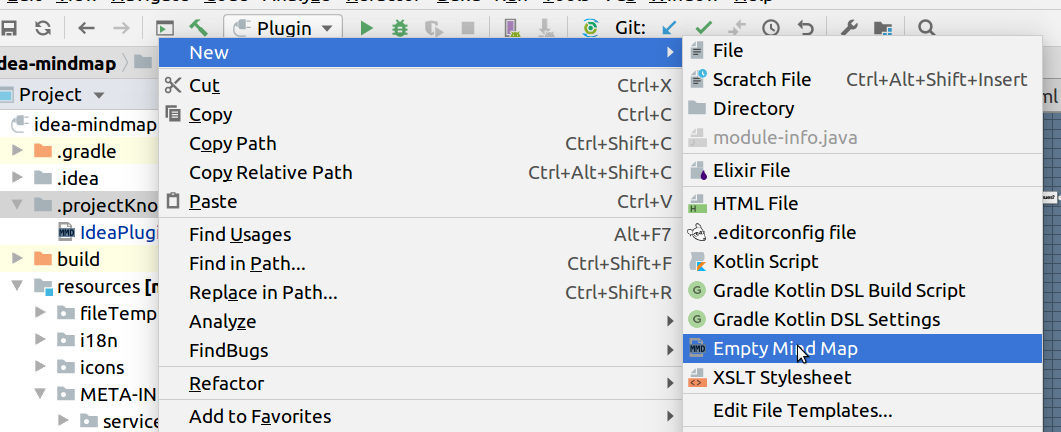 Plugin
Git:
dea-mindmap
Project
idea-mindmap
.gradle
.idea
.projectKno
IdeaPlugi
build
resources [r
fileTemp
i18n
icons
META-IN
service
New
Cut Ctrl+X
Copy Ctrl+C
Copy Path Ctrl+Shift+C
Copy Relative Path Ctrl+Alt+Shift+C
Paste Ctrl+V
Find Usages Alt+F7
Find in Path... Ctrl+Shift+F
Replace in Path... Ctrl+Shift+R
Analyze
FindBugs
Refactor
Add to Favorites
File
Scratch File Ctrl+Alt+Shift+Insert
Directory
module-info.java
Elixir File
H HTML File
.editorconfig file
Kotlin Script
G Gradle Kotlin DSL Build Script
G Gradle Kotlin DSL Settings
MMD Empty Mind Map
XSLT Stylesheet
Edit File Templates...
ml